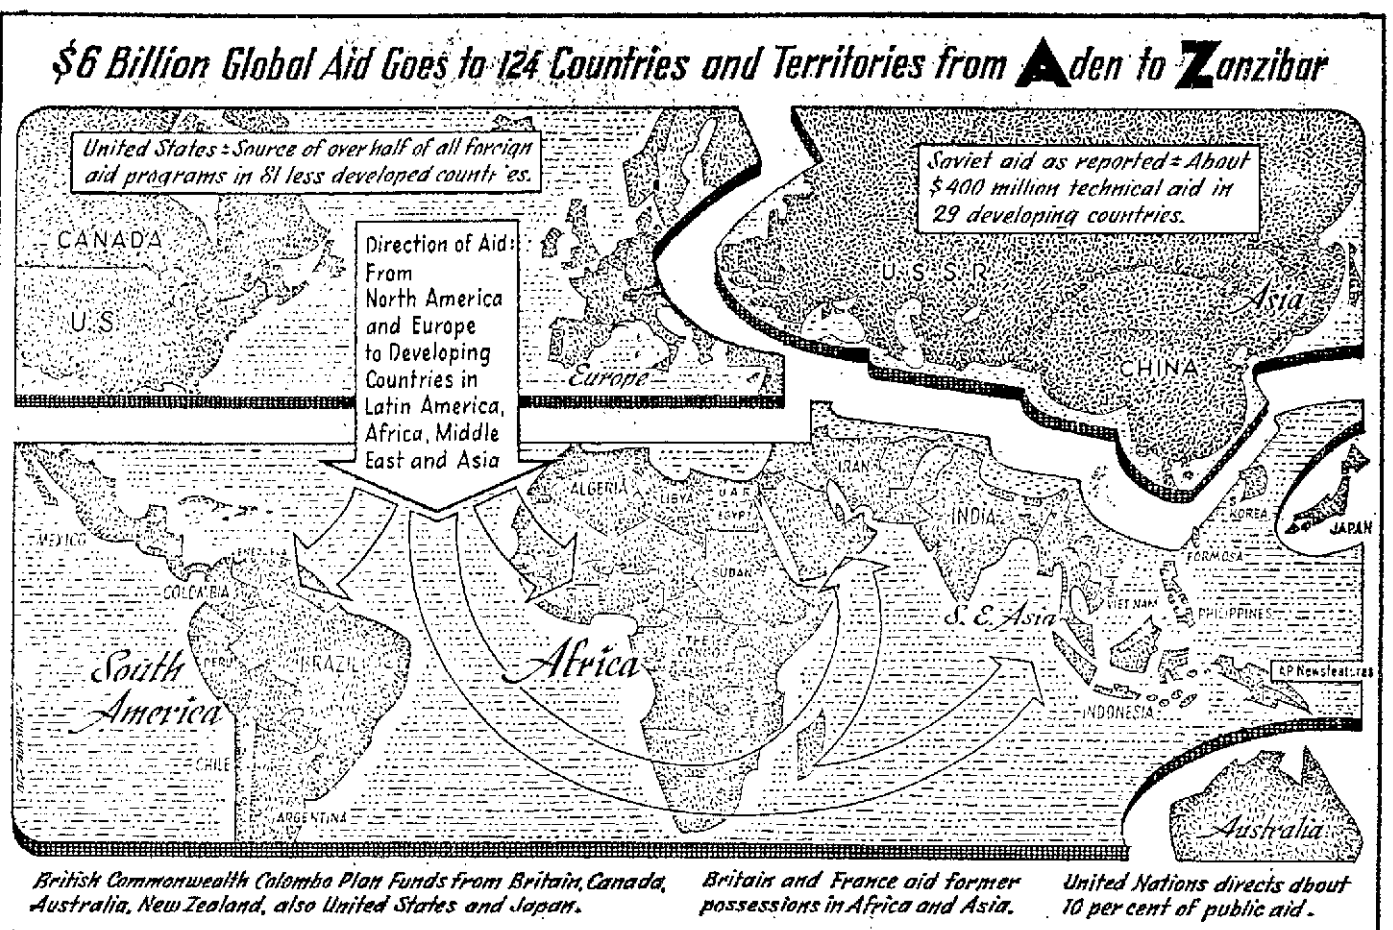 $6 Billion Global Aid Goes to 124 Countries and Territories from Aden to Zanzibar
United States = Source of over half of all foreign
aid programs in 81 less developed countries.
Soviet aid as reported = About
$400 million technical aid in
29 developing countries.
CANADA
U.S.
Direction of Aid:
From
North America
and Europe
to Developing
Countries in
Latin America,
Africa, Middle
East and Asia
Europe
U.S.S.R.
Asia
CHINA
MEXICO
VENEZUELA
COLOMBIA
PERU
BRAZIL
South
America
CHILE
ARGENTINA
ALGERIA
LIBYA
U.A.R.
EGYPT
SUDAN
THE
Africa
IRAN
INDIA
S. E. Asia
KOREA
JAPAN
FORMOSA
VIET NAM
PHILIPPINES
INDONESIA
AP Newsfeatures
Australia
British Commonwealth Colombo Plan Funds from Britain, Canada,
Australia, New Zealand, also United States and Japan.
Britain and France aid former
possessions in Africa and Asia.
United Nations directs about
10 per cent of public aid.